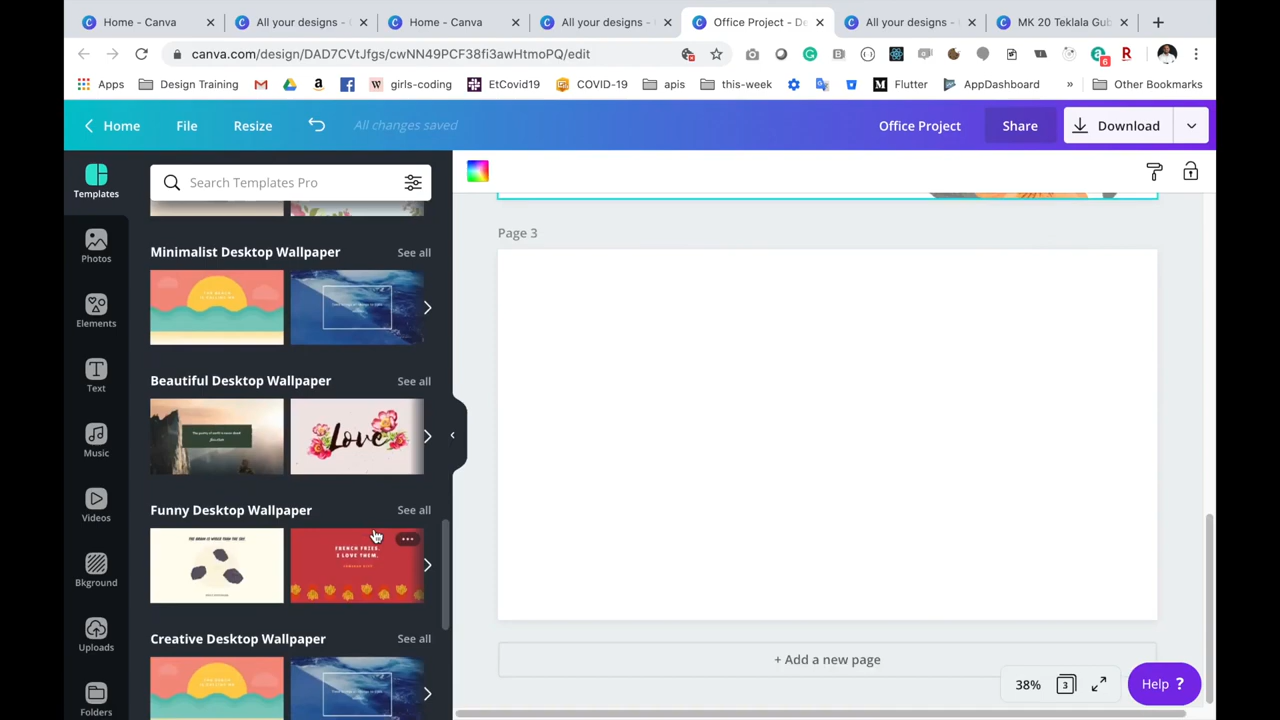 Home - Canva
All your designs -
Home - Canva
All your designs -
Office Project - De
All your designs -
MK 20 Teklala Gub
canva.com/design/DAD7CVtJfgs/cwNN49PCF38fi3awHtmoPQ/edit
6
Apps
Design Training
girls-coding
EtCovid19
COVID-19
apis
this-week
Flutter
AppDashboard
»
Other Bookmarks
Home
File
Resize
All changes saved
Office Project
Share
Download
Templates
Photos
Elements
Text
Music
Videos
Bkground
Uploads
Folders
Search Templates Pro
Minimalist Desktop Wallpaper
See all
Beautiful Desktop Wallpaper
See all
Love
Funny Desktop Wallpaper
See all
FRENCH FRIES.
I LOVE THEM.
Creative Desktop Wallpaper
See all
Page 3
+ Add a new page
38%
3
Help ?